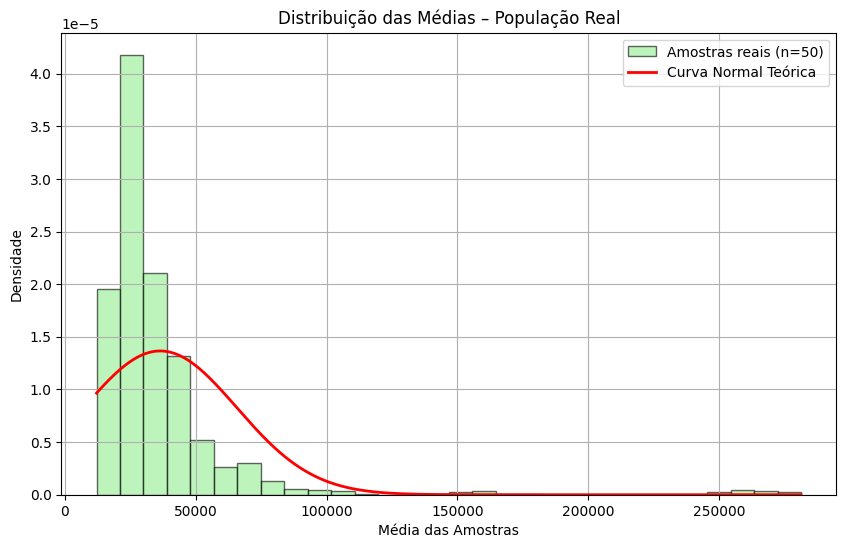 Distribuição das Médias – População Real
1e−5
Amostras reais (n=50)
Curva Normal Teórica
4.0
3.5
3.0
2.5
2.0
1.5
1.0
0.5
0.0
Densidade
0
50000
100000
150000
200000
250000
Média das Amostras